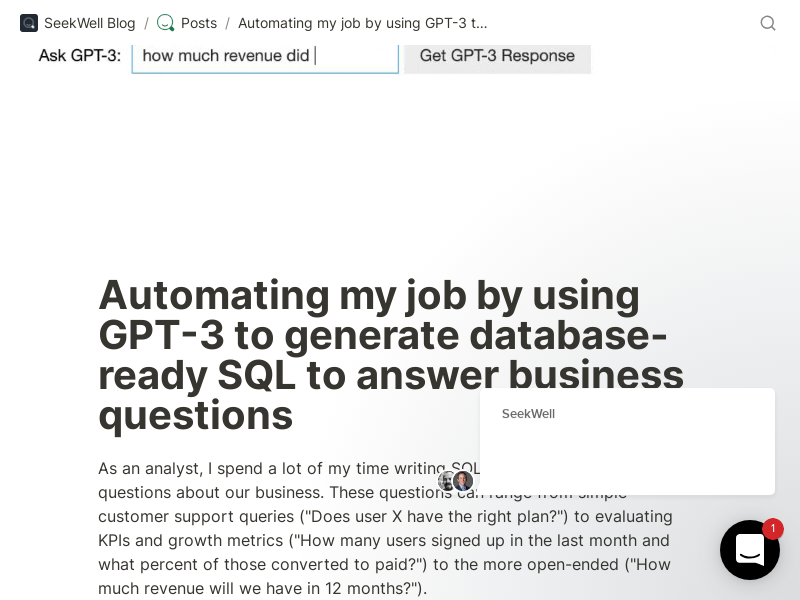 SeekWell Blog / Posts / Automating my job by using GPT-3 t...
Ask GPT-3: how much revenue did Get GPT-3 Response
Automating my job by using
GPT-3 to generate database-
ready SQL to answer business
questions
SeekWell
As an analyst, I spend a lot of my time writing SQL
questions about our business. These questions can range from simple
customer support queries ("Does user X have the right plan?") to evaluating
KPIs and growth metrics ("How many users signed up in the last month and
what percent of those converted to paid?") to the more open-ended ("How
much revenue will we have in 12 months?").
1